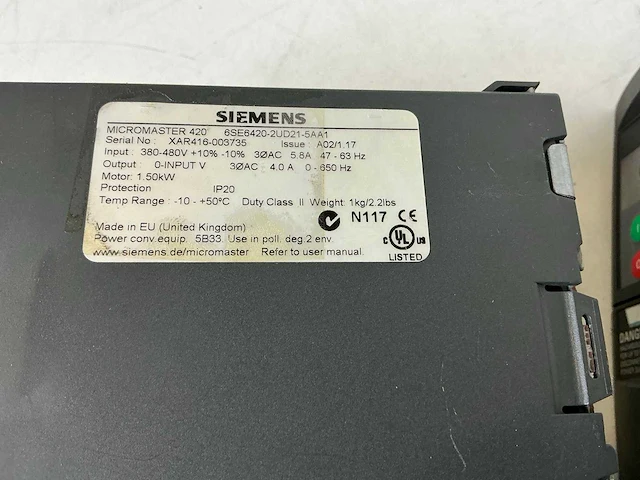 SIEMENS
MICROMASTER 420 6SE6420-2UD21-5AA1
Serial No : XAR416-003735 Issue : A02/1.17
Input : 380-480V +10% -10% 3ØAC 5.8A 47 - 63 Hz
Output : 0-INPUT V 3ØAC - 4.0 A 0 - 650 Hz
Motor: 1.50kW
Protection IP20
Temp Range : -10 - +50ºC Duty Class II Weight: 1kg/2.2lbs
N117 CE
Made in EU (United Kingdom)
Power conv.equip. 5B33. Use in poll. deg.2 env.
c UL us
www.siemens.de/micromaster Refer to user manual.
LISTED